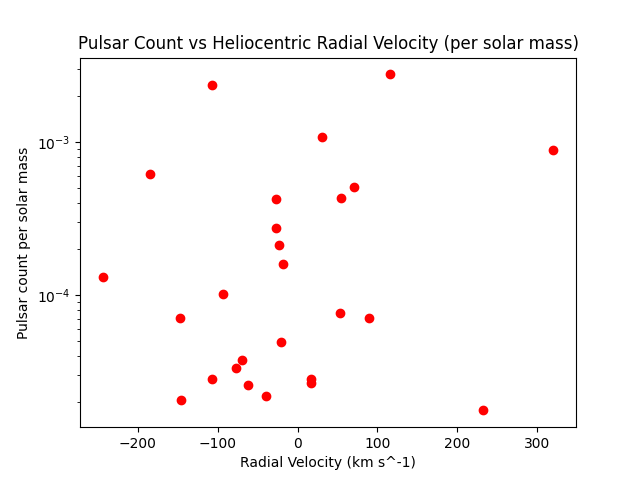 Pulsar Count vs Heliocentric Radial Velocity (per solar mass)
Pulsar count per solar mass
10^{-3}
10^{-4}
−200 −100 0 100 200 300
Radial Velocity (km s^-1)